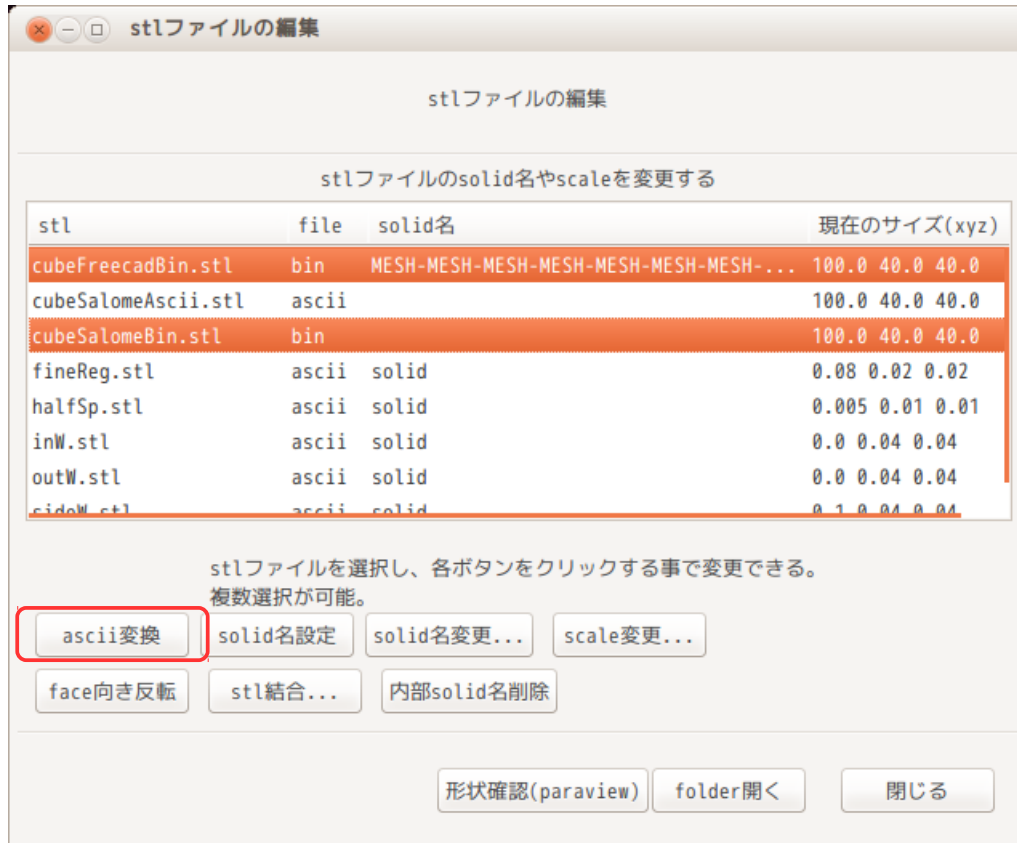 stlファイルの編集
stlファイルの編集
stlファイルのsolid名やscaleを変更する
stl file solid名 現在のサイズ(xyz)
cubeFreecadBin.stl bin MESH-MESH-MESH-MESH-MESH-MESH-MESH-... 100.0 40.0 40.0
cubeSalomeAscii.stl ascii 100.0 40.0 40.0
cubeSalomeBin.stl bin 100.0 40.0 40.0
fineReg.stl ascii solid 0.08 0.02 0.02
halfSp.stl ascii solid 0.005 0.01 0.01
inW.stl ascii solid 0.0 0.04 0.04
outW.stl ascii solid 0.0 0.04 0.04
sideW.stl ascii solid 0.1 0.04 0.04
stlファイルを選択し、各ボタンをクリックする事で変更できる。
複数選択が可能。
ascii変換 solid名設定 solid名変更... scale変更...
face向き反転 stl結合... 内部solid名削除
形状確認(paraview) folder開く 閉じる